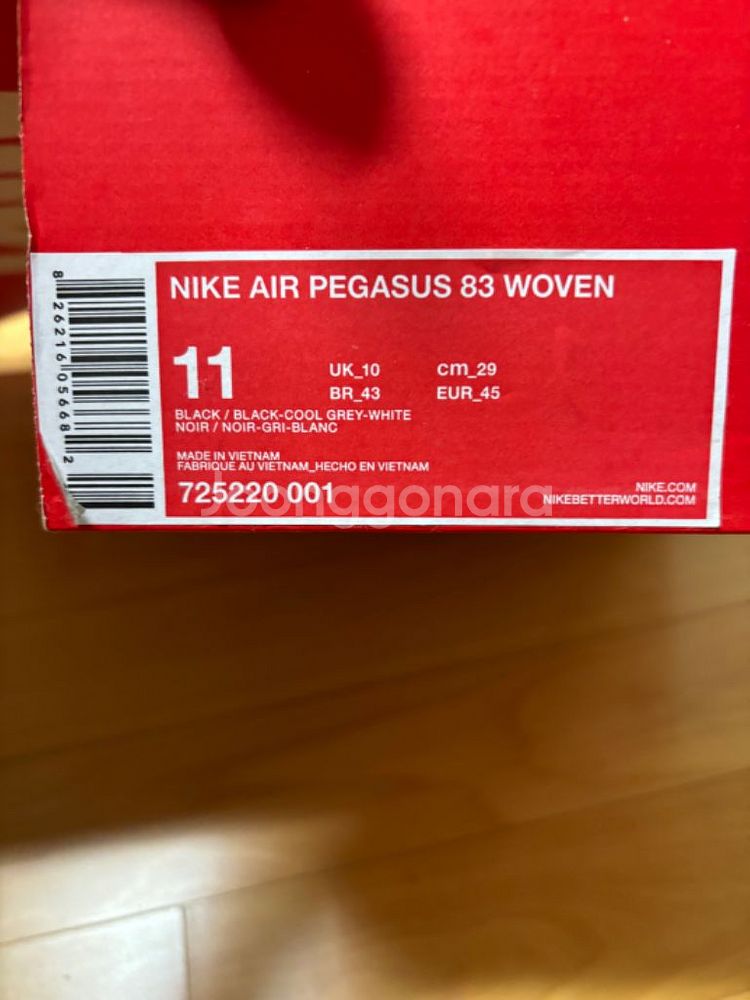 NIKE AIR PEGASUS 83 WOVEN
11
UK_10
cm_29
BR_43
EUR_45
BLACK / BLACK-COOL GREY-WHITE
NOIR / NOIR-GRI-BLANC
MADE IN VIETNAM
FABRIQUE AU VIETNAM_HECHO EN VIETNAM
725220 001
NIKE.COM
NIKEBETTERWORLD.COM
8 26216 05668 2
joonggonara